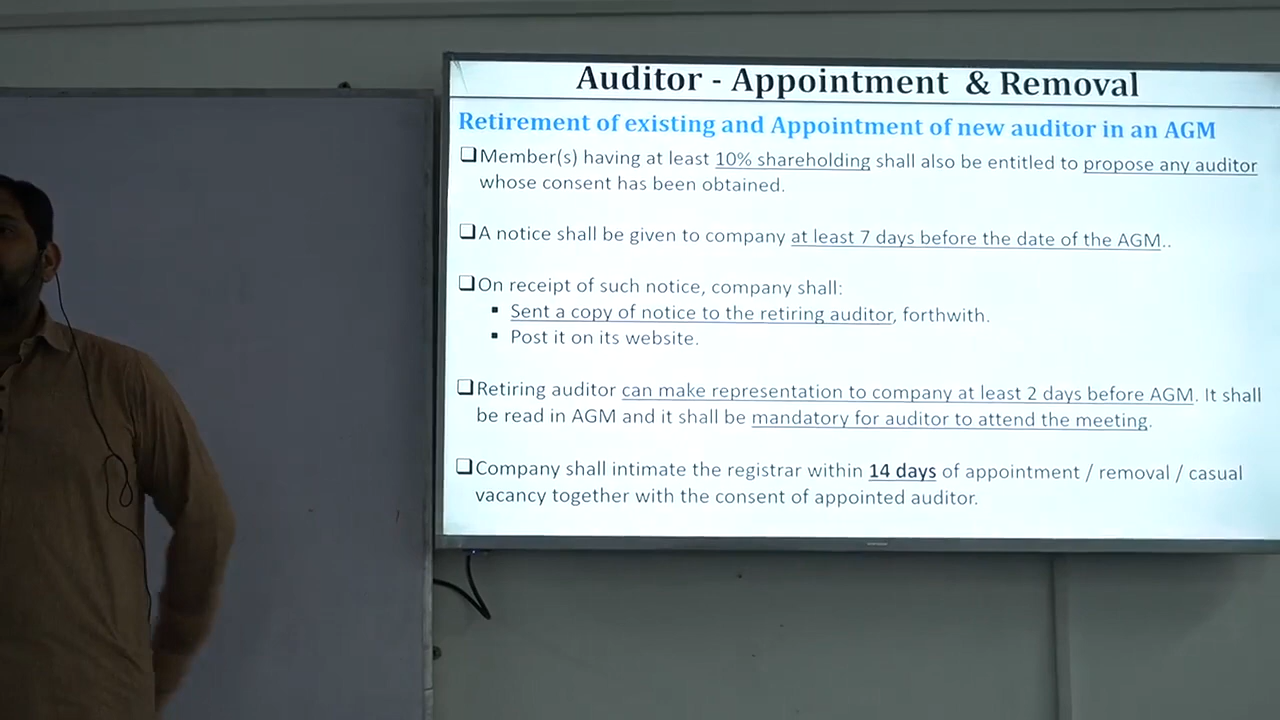 Auditor - Appointment & Removal
Retirement of existing and Appointment of new auditor in an AGM
❑Member(s) having at least 10% shareholding shall also be entitled to propose any auditor
whose consent has been obtained.
❑A notice shall be given to company at least 7 days before the date of the AGM..
❑On receipt of such notice, company shall:
▪ Sent a copy of notice to the retiring auditor, forthwith.
▪ Post it on its website.
❑Retiring auditor can make representation to company at least 2 days before AGM. It shall
be read in AGM and it shall be mandatory for auditor to attend the meeting.
❑Company shall intimate the registrar within 14 days of appointment / removal / casual
vacancy together with the consent of appointed auditor.